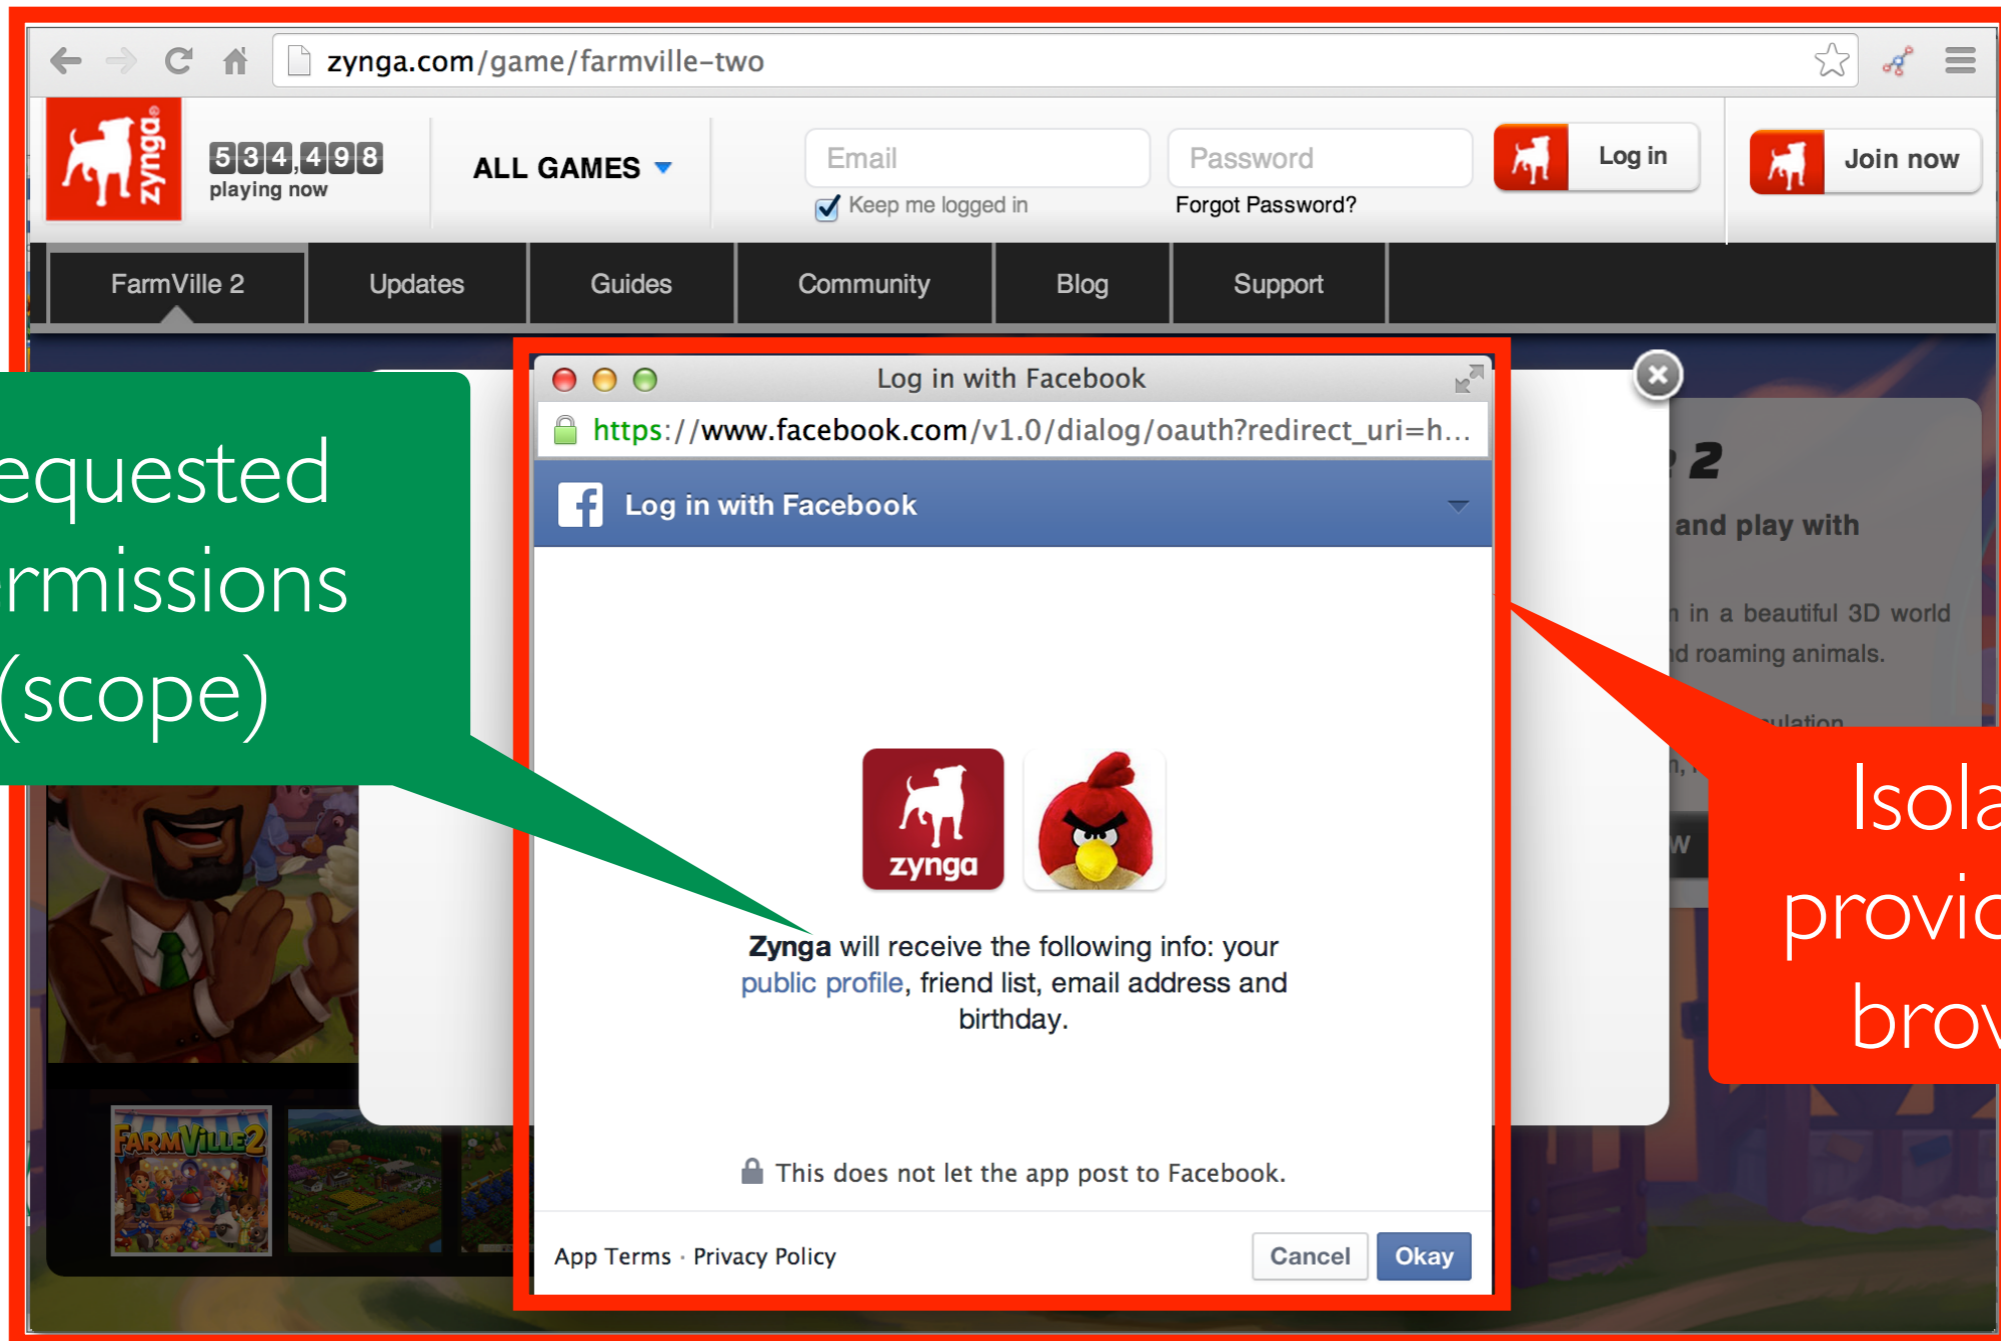 zynga.com/game/farmville-two
zynga
534,498
playing now
ALL GAMES
Email
Password
Log in
Join now
Keep me logged in
Forgot Password?
FarmVille 2
Updates
Guides
Community
Blog
Support
Log in with Facebook
https://www.facebook.com/v1.0/dialog/oauth?redirect_uri=h...
Log in with Facebook
equested
ermissions
(scope)
2
and play with
in a beautiful 3D world
roaming animals.
zynga
Zynga will receive the following info: your
public profile, friend list, email address and
birthday.
Isola
provid
brow
FARMVILLE2
This does not let the app post to Facebook.
App Terms · Privacy Policy
Cancel
Okay